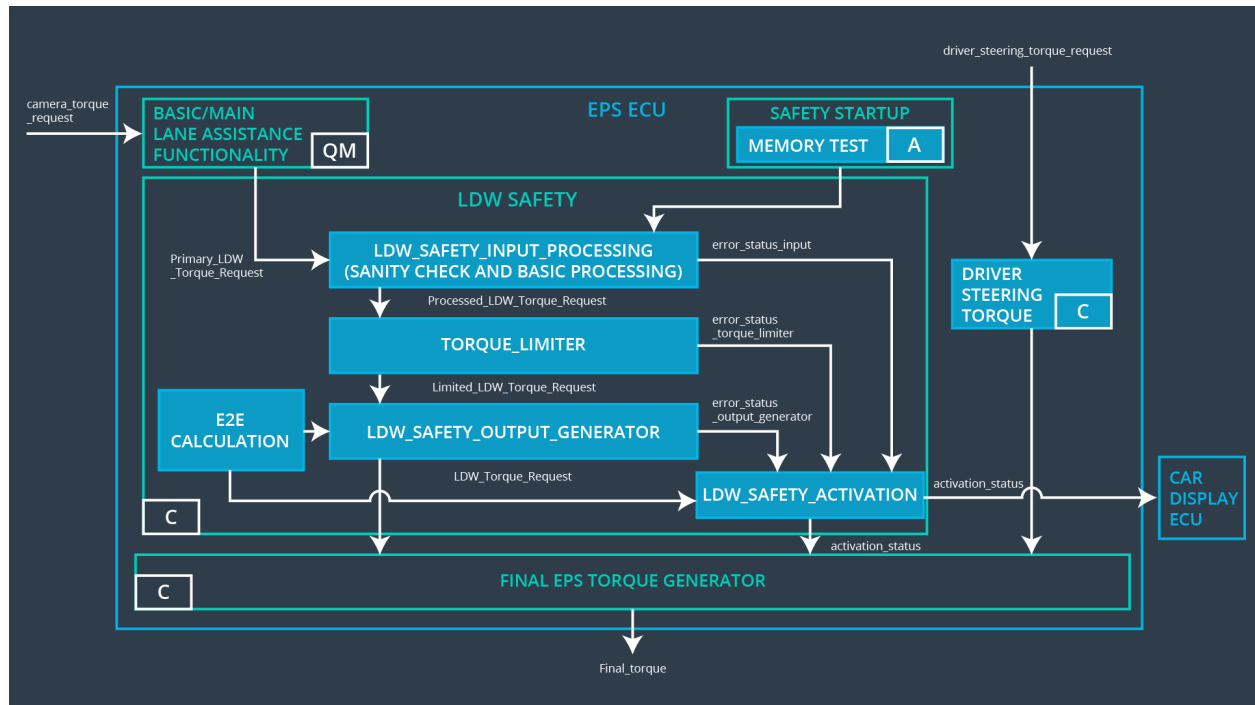 driver_steering_torque_request
camera_torque
_request
EPS ECU
BASIC/MAIN
LANE ASSISTANCE
FUNCTIONALITY
QM
SAFETY STARTUP
MEMORY TEST
A
LDW SAFETY
Primary_LDW
_Torque_Request
LDW_SAFETY_INPUT_PROCESSING
(SANITY CHECK AND BASIC PROCESSING)
error_status_input
DRIVER
STEERING
TORQUE
C
Processed_LDW_Torque_Request
TORQUE_LIMITER
error_status
_torque_limiter
Limited_LDW_Torque_Request
E2E
CALCULATION
LDW_SAFETY_OUTPUT_GENERATOR
error_status
_output_generator
LDW_Torque_Request
LDW_SAFETY_ACTIVATION
activation_status
CAR
DISPLAY
ECU
C
activation_status
FINAL EPS TORQUE GENERATOR
C
Final_torque